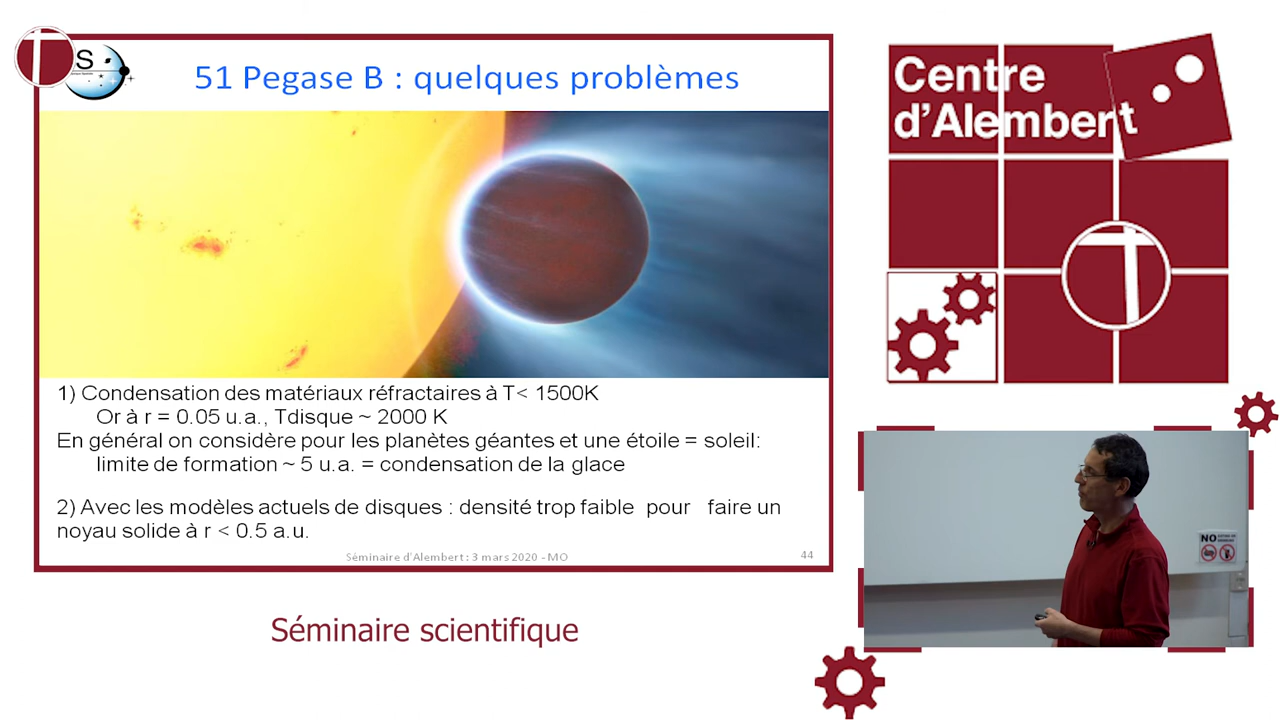 S
51 Pegase B : quelques problèmes
1) Condensation des matériaux réfractaires à T< 1500K
Or à r = 0.05 u.a., Tdisque ~ 2000 K
En général on considère pour les planètes géantes et une étoile = soleil:
limite de formation ~ 5 u.a. = condensation de la glace
2) Avec les modèles actuels de disques : densité trop faible pour faire un
noyau solide à r < 0.5 a.u.
Séminaire d'Alembert : 3 mars 2020 - MO
44
Séminaire scientifique
Centre
d'Alembert
NO